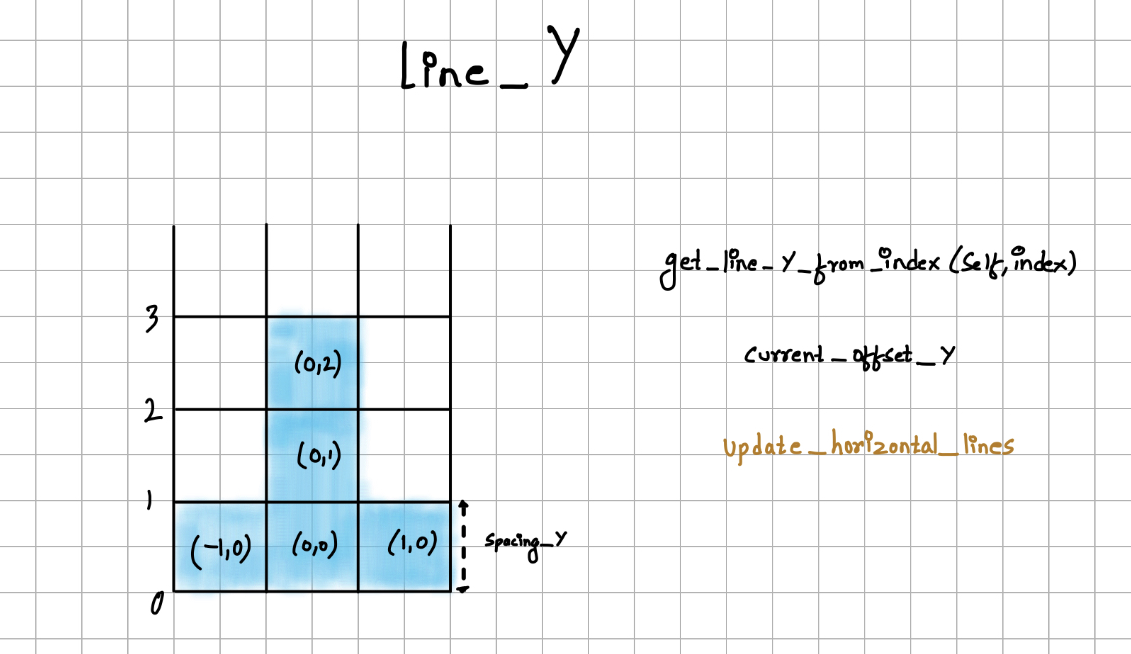 Line_Y
get_line_Y_from_index (Self, index)
3
(0,2)
current_offset_Y
2
(0,1)
update_horizontal_lines
1
(-1,0) (0,0) (1,0) Spacing_Y
0